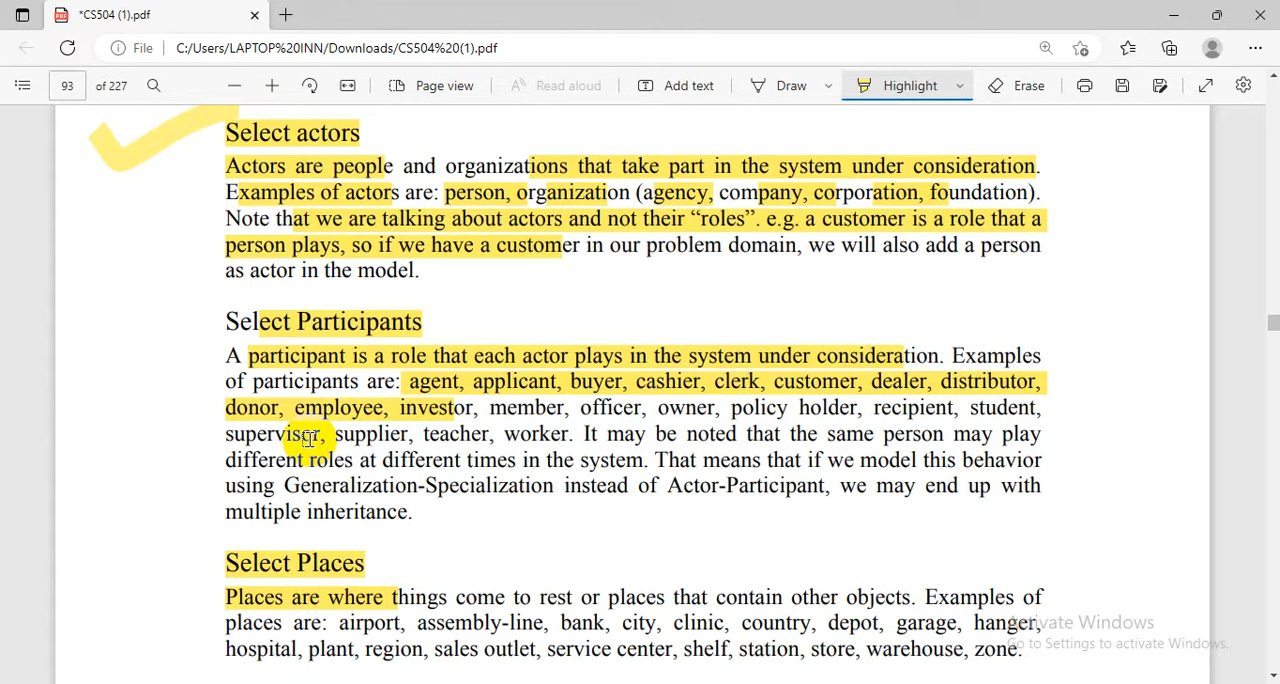 *CS504 (1).pdf
File
C:/Users/LAPTOP%20INN/Downloads/CS504%20(1).pdf
93 of 227
Page view
Read aloud
Add text
Draw
Highlight
Erase
Select actors
Actors are people and organizations that take part in the system under consideration.
Examples of actors are: person, organization (agency, company, corporation, foundation).
Note that we are talking about actors and not their “roles”. e.g. a customer is a role that a
person plays, so if we have a customer in our problem domain, we will also add a person
as actor in the model.
Select Participants
A participant is a role that each actor plays in the system under consideration. Examples
of participants are: agent, applicant, buyer, cashier, clerk, customer, dealer, distributor,
donor, employee, investor, member, officer, owner, policy holder, recipient, student,
supervisor, supplier, teacher, worker. It may be noted that the same person may play
different roles at different times in the system. That means that if we model this behavior
using Generalization-Specialization instead of Actor-Participant, we may end up with
multiple inheritance.
Select Places
Places are where things come to rest or places that contain other objects. Examples of
places are: airport, assembly-line, bank, city, clinic, country, depot, garage, hanger,
hospital, plant, region, sales outlet, service center, shelf, station, store, warehouse, zone.
Activate Windows
Go to Settings to activate Windows.